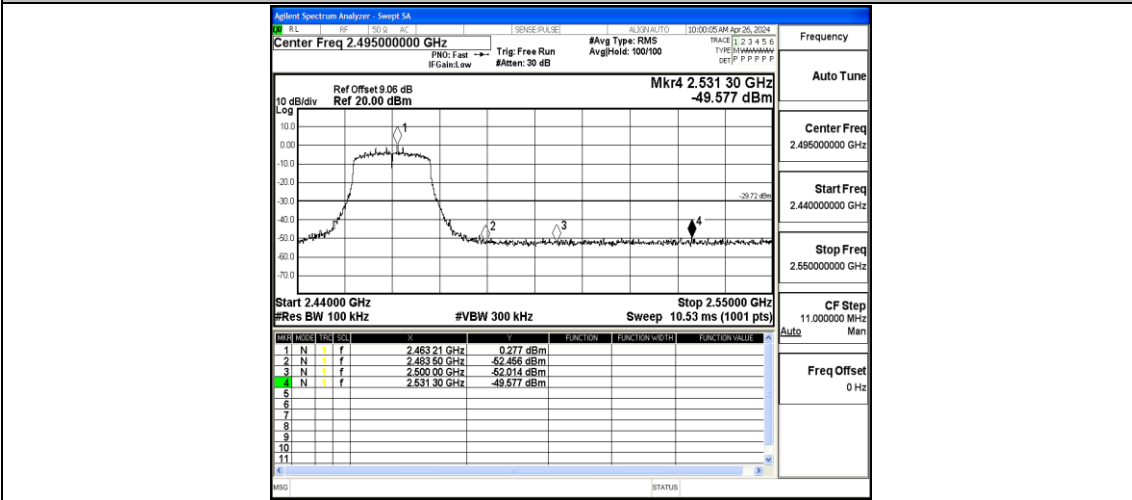 Agilent Spectrum Analyzer - Swept SA
RL RF 50 Ω AC SENSE:PULSE ALIGNAUTO 10:00:05 AM Apr 26, 2024
Center Freq 2.495000000 GHz
PNO: Fast
IFGain:Low
Trig: Free Run
#Atten: 30 dB
#Avg Type: RMS
Avg|Hold: 100/100
TRACE 1 2 3 4 5 6
TYPE M
DET P P P P P P
Ref Offset 9.06 dB
10 dB/div Ref 20.00 dBm
Log
Mkr4 2.531 30 GHz
-49.577 dBm
10.0
0.00
-10.0
-20.0
-30.0
-40.0
-50.0
-60.0
-70.0
1
2
3
4
-29.72 dBm
Start 2.44000 GHz Stop 2.55000 GHz
#Res BW 100 kHz #VBW 300 kHz Sweep 10.53 ms (1001 pts)
MKR MODE TRC SCL X Y FUNCTION FUNCTION WIDTH FUNCTION VALUE
1 N 1 f 2.463 21 GHz 0.277 dBm
2 N 1 f 2.483 50 GHz -52.456 dBm
3 N 1 f 2.500 00 GHz -52.014 dBm
4 N 1 f 2.531 30 GHz -49.577 dBm
5
6
7
8
9
10
11
MSG STATUS
Frequency
Auto Tune
Center Freq
2.495000000 GHz
Start Freq
2.440000000 GHz
Stop Freq
2.550000000 GHz
CF Step
11.000000 MHz
Auto Man
Freq Offset
0 Hz